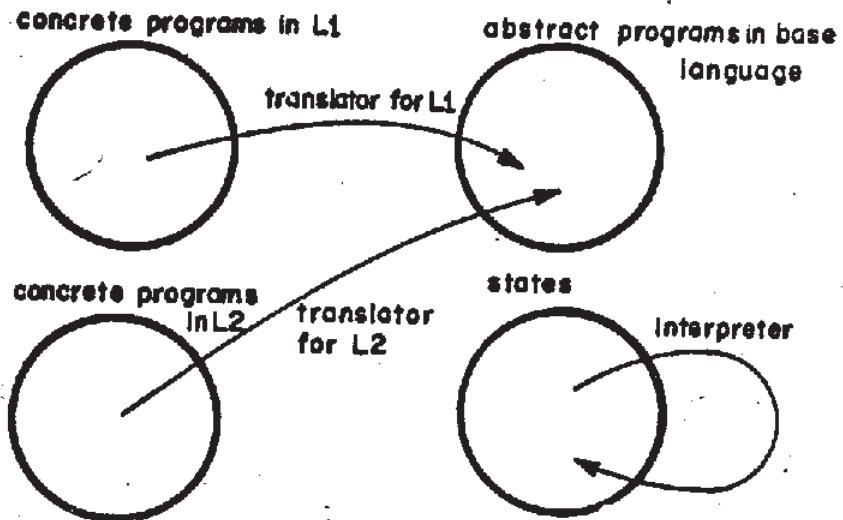 concrete programs in L1
abstract programs in base
language
translator for L1
concrete programs
in L2
translator
for L2
states
interpreter